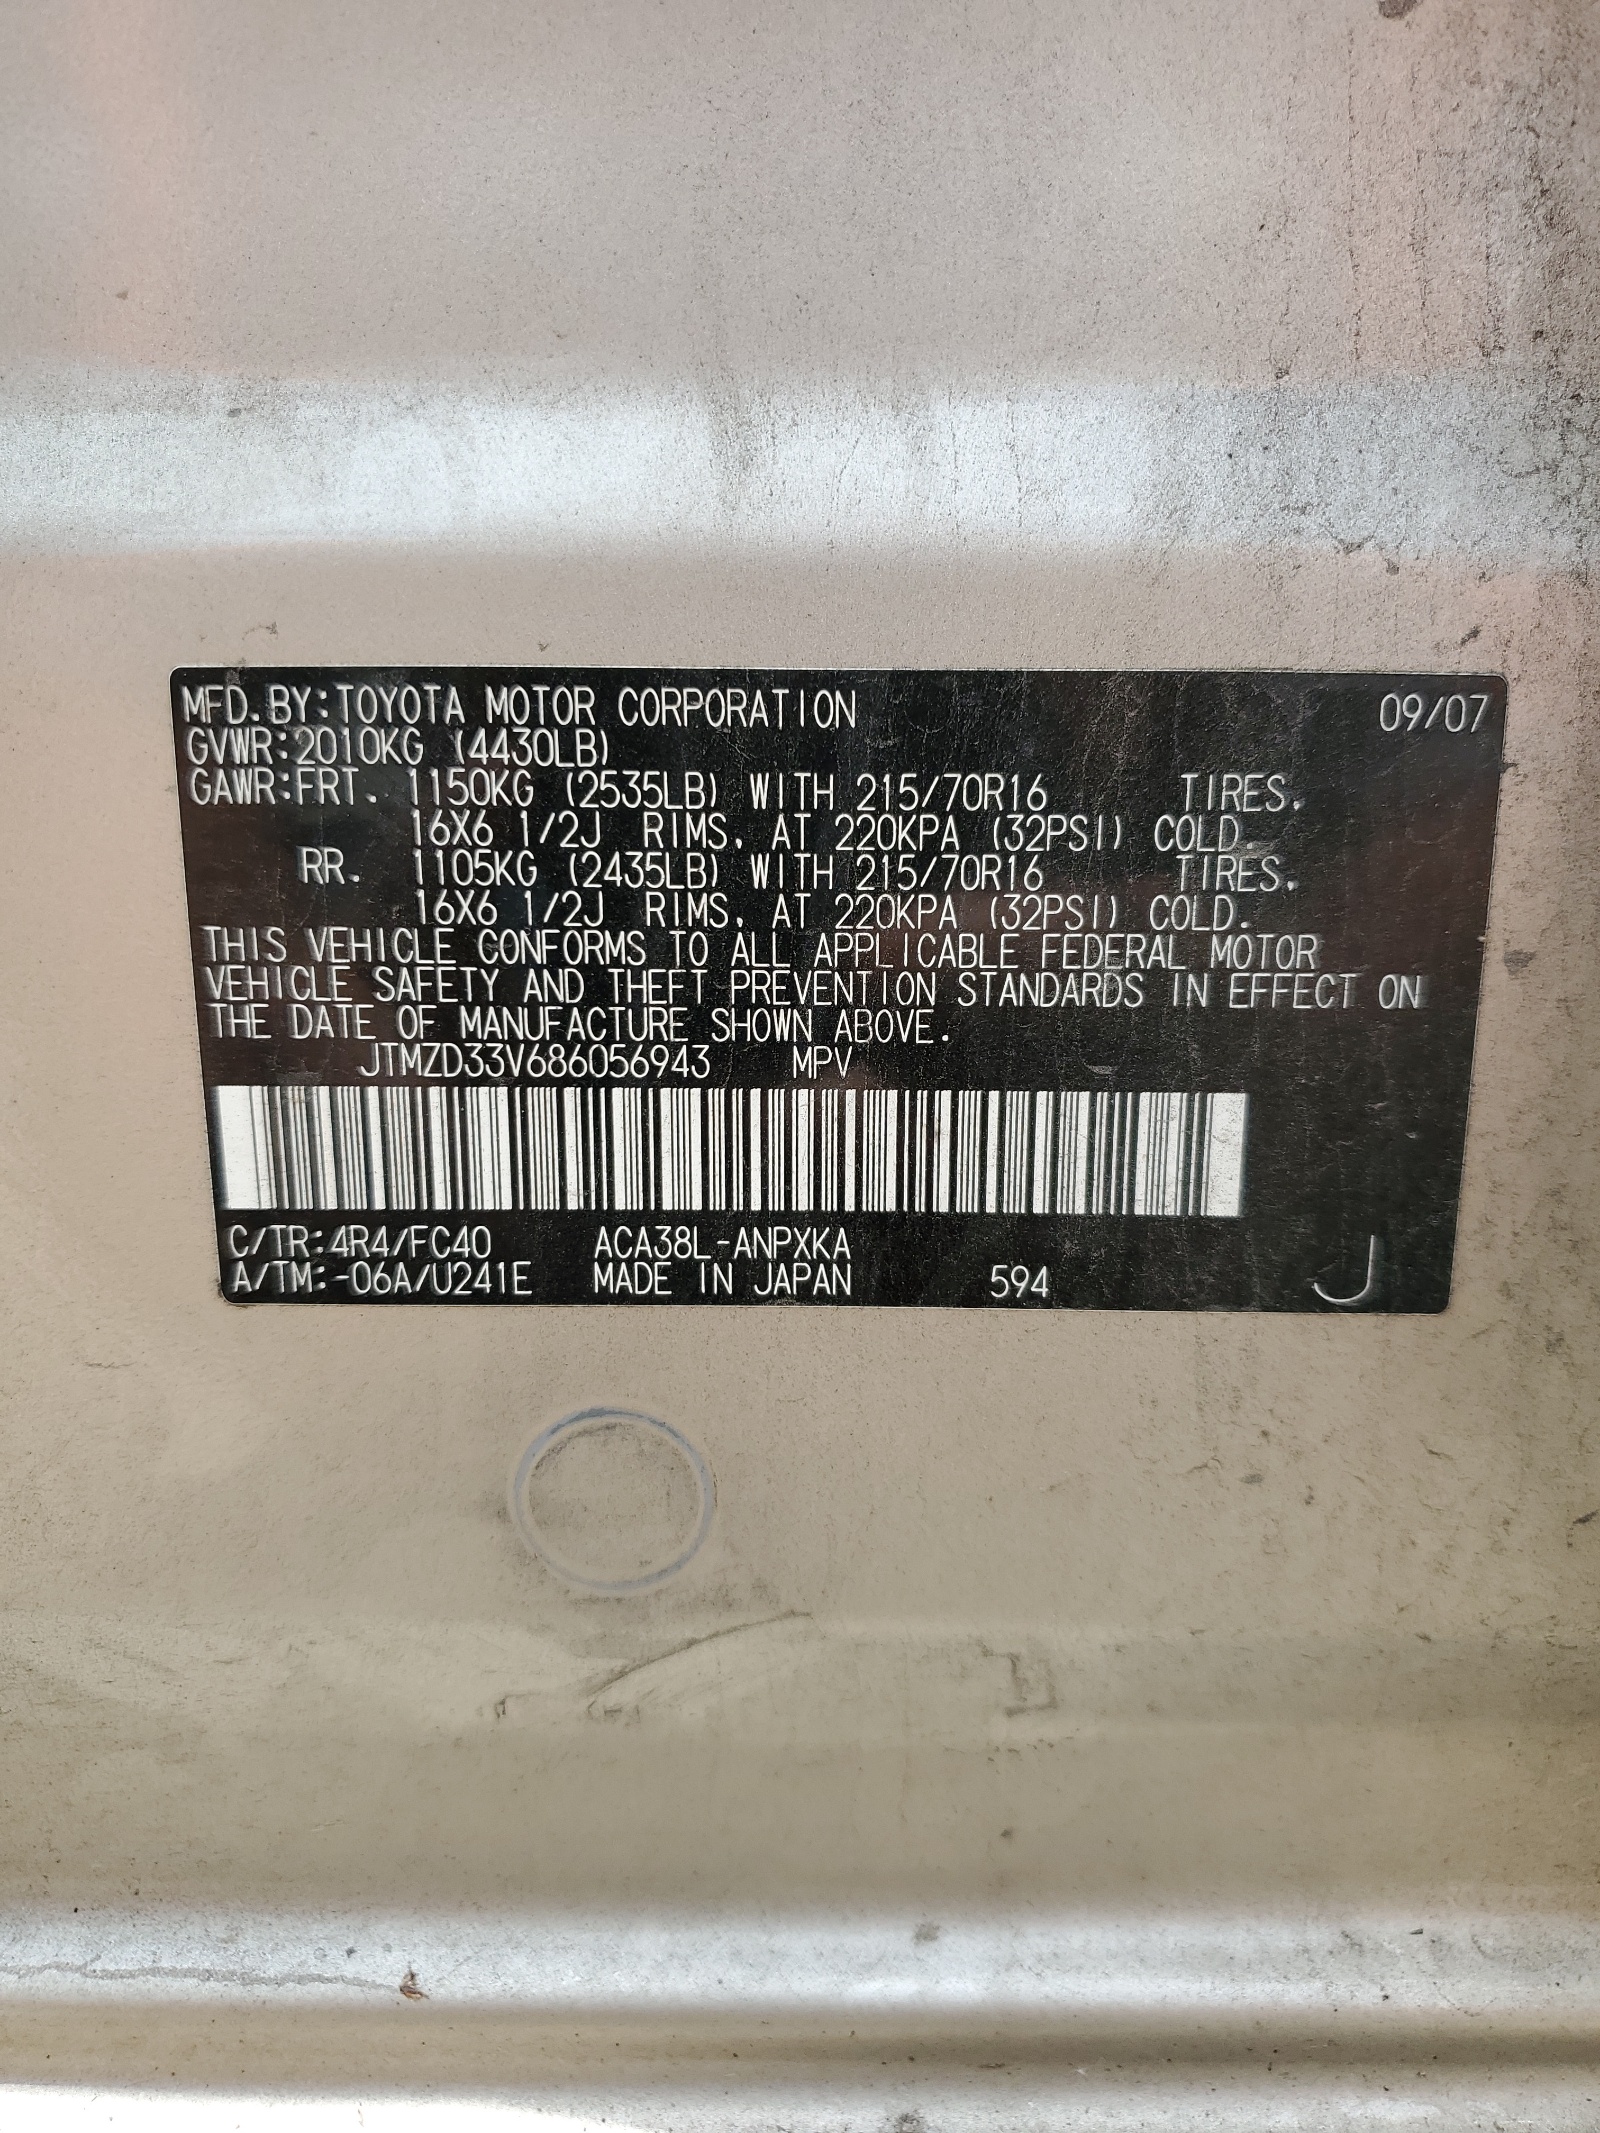 MFD. BY: TOYOTA MOTOR CORPORATION 09/07
GVWR: 2010KG (4430LB)
GAWR: FRT. 1150KG (2535LB) WITH 215/70R16 TIRES,
16X6 1/2J RIMS, AT 220KPA (32PSI) COLD.
RR. 1105KG (2435LB) WITH 215/70R16 TIRES,
16X6 1/2J RIMS, AT 220KPA (32PSI) COLD.
THIS VEHICLE CONFORMS TO ALL APPLICABLE FEDERAL MOTOR
VEHICLE SAFETY AND THEFT PREVENTION STANDARDS IN EFFECT ON
THE DATE OF MANUFACTURE SHOWN ABOVE.
JTMZD33V686056943 MPV
C/TR: 4R4/FC40 ACA38L-ANPXKA
A/TM: -06A/U241E MADE IN JAPAN 594 J